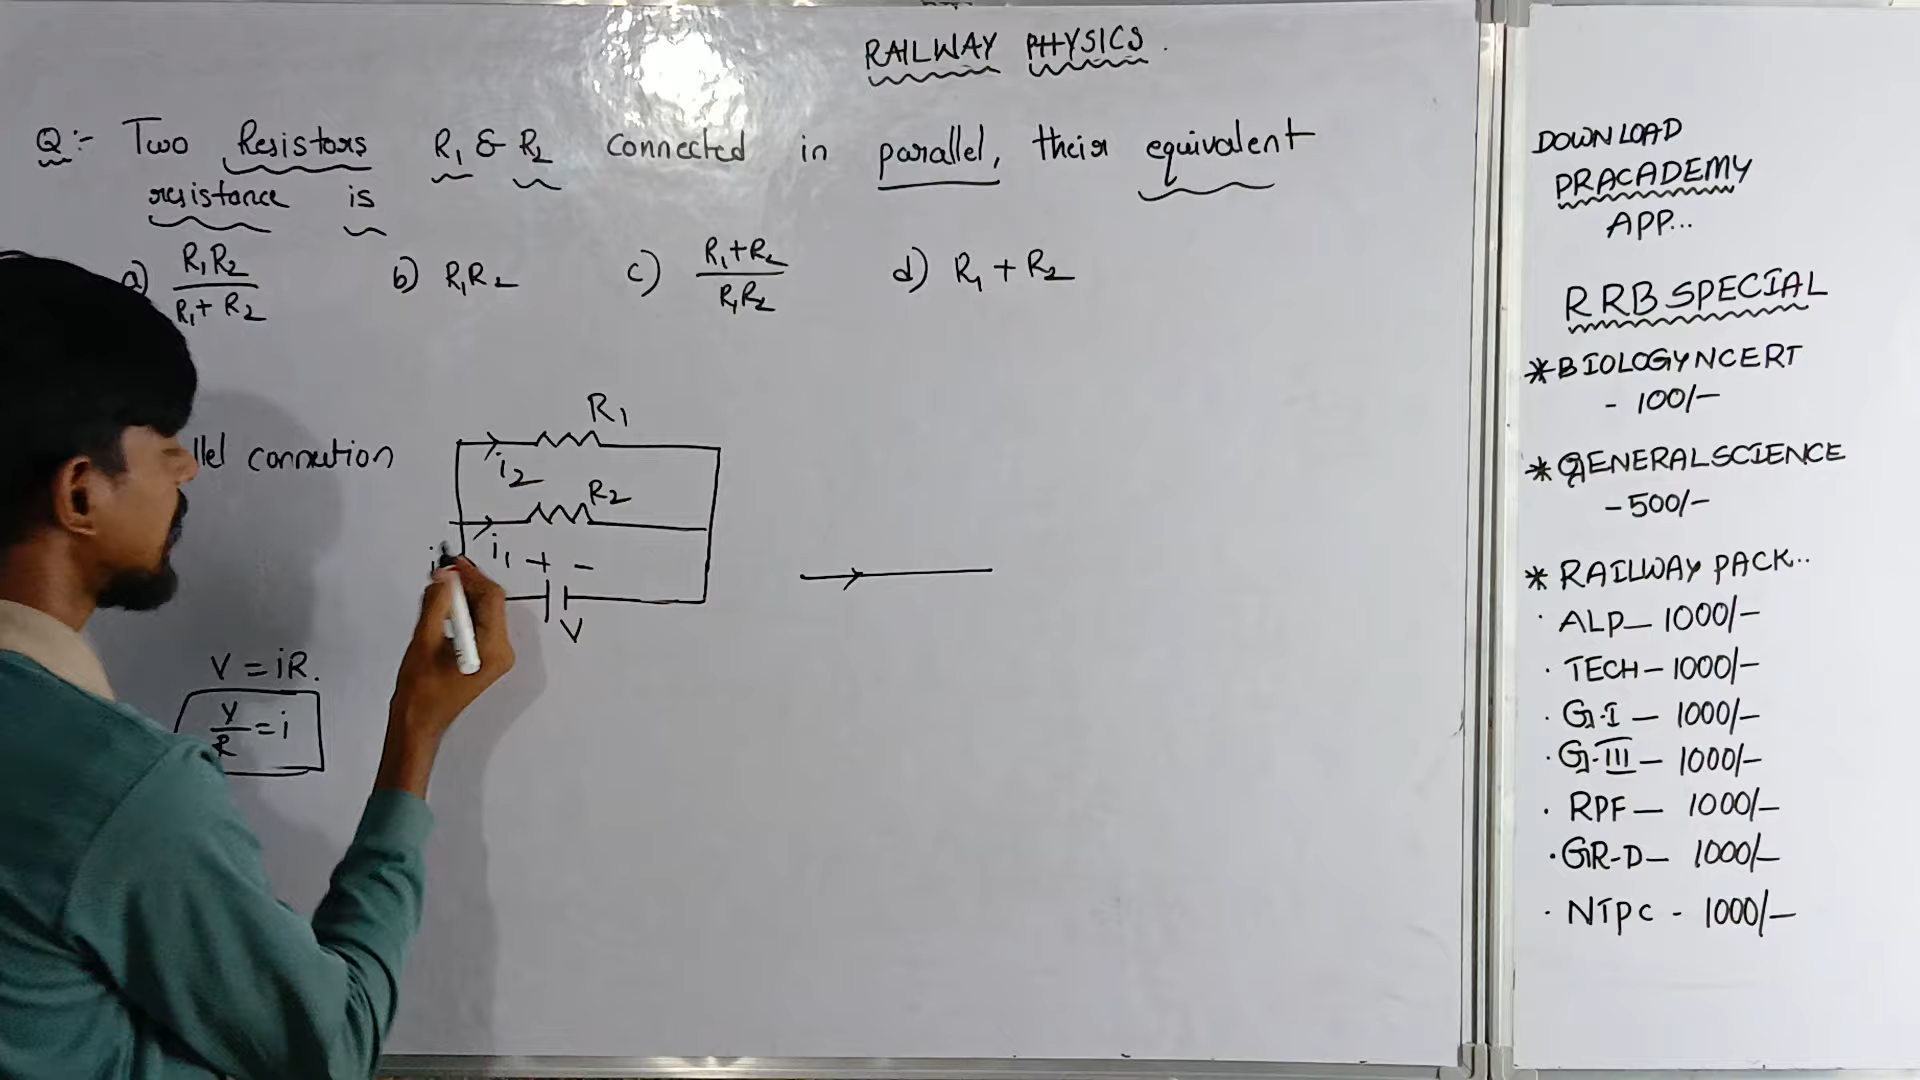 RAILWAY PHYSICS.
Q:- Two Resistors R1 & R2 connected in parallel, their equivalent
resistance is
a) R1R2 / R1+R2 b) R1R2 c) R1+R2 / R1R2 d) R1+R2
connection
R1
i2
R2
i1 + -
V
V = iR.
V/R = i
DOWNLOAD
PRACADEMY
APP...
RRB SPECIAL
*BIOLOGY NCERT
- 100/-
*GENERAL SCIENCE
- 500/-
* RAILWAY PACK..
· ALP - 1000/-
· TECH - 1000/-
· G-I - 1000/-
· G-III - 1000/-
· RPF - 1000/-
· GR-D - 1000/-
· NTPC - 1000/-